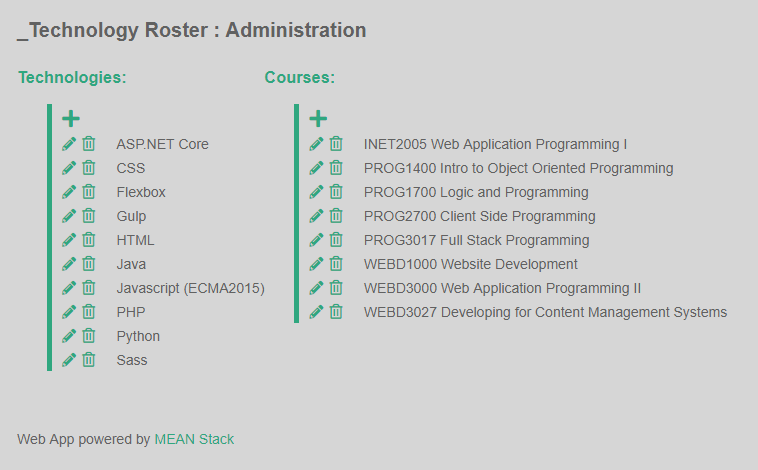 _Technology Roster : Administration
Technologies:
ASP.NET Core
CSS
Flexbox
Gulp
HTML
Java
Javascript (ECMA2015)
PHP
Python
Sass
Courses:
INET2005 Web Application Programming I
PROG1400 Intro to Object Oriented Programming
PROG1700 Logic and Programming
PROG2700 Client Side Programming
PROG3017 Full Stack Programming
WEBD1000 Website Development
WEBD3000 Web Application Programming II
WEBD3027 Developing for Content Management Systems
Web App powered by MEAN Stack